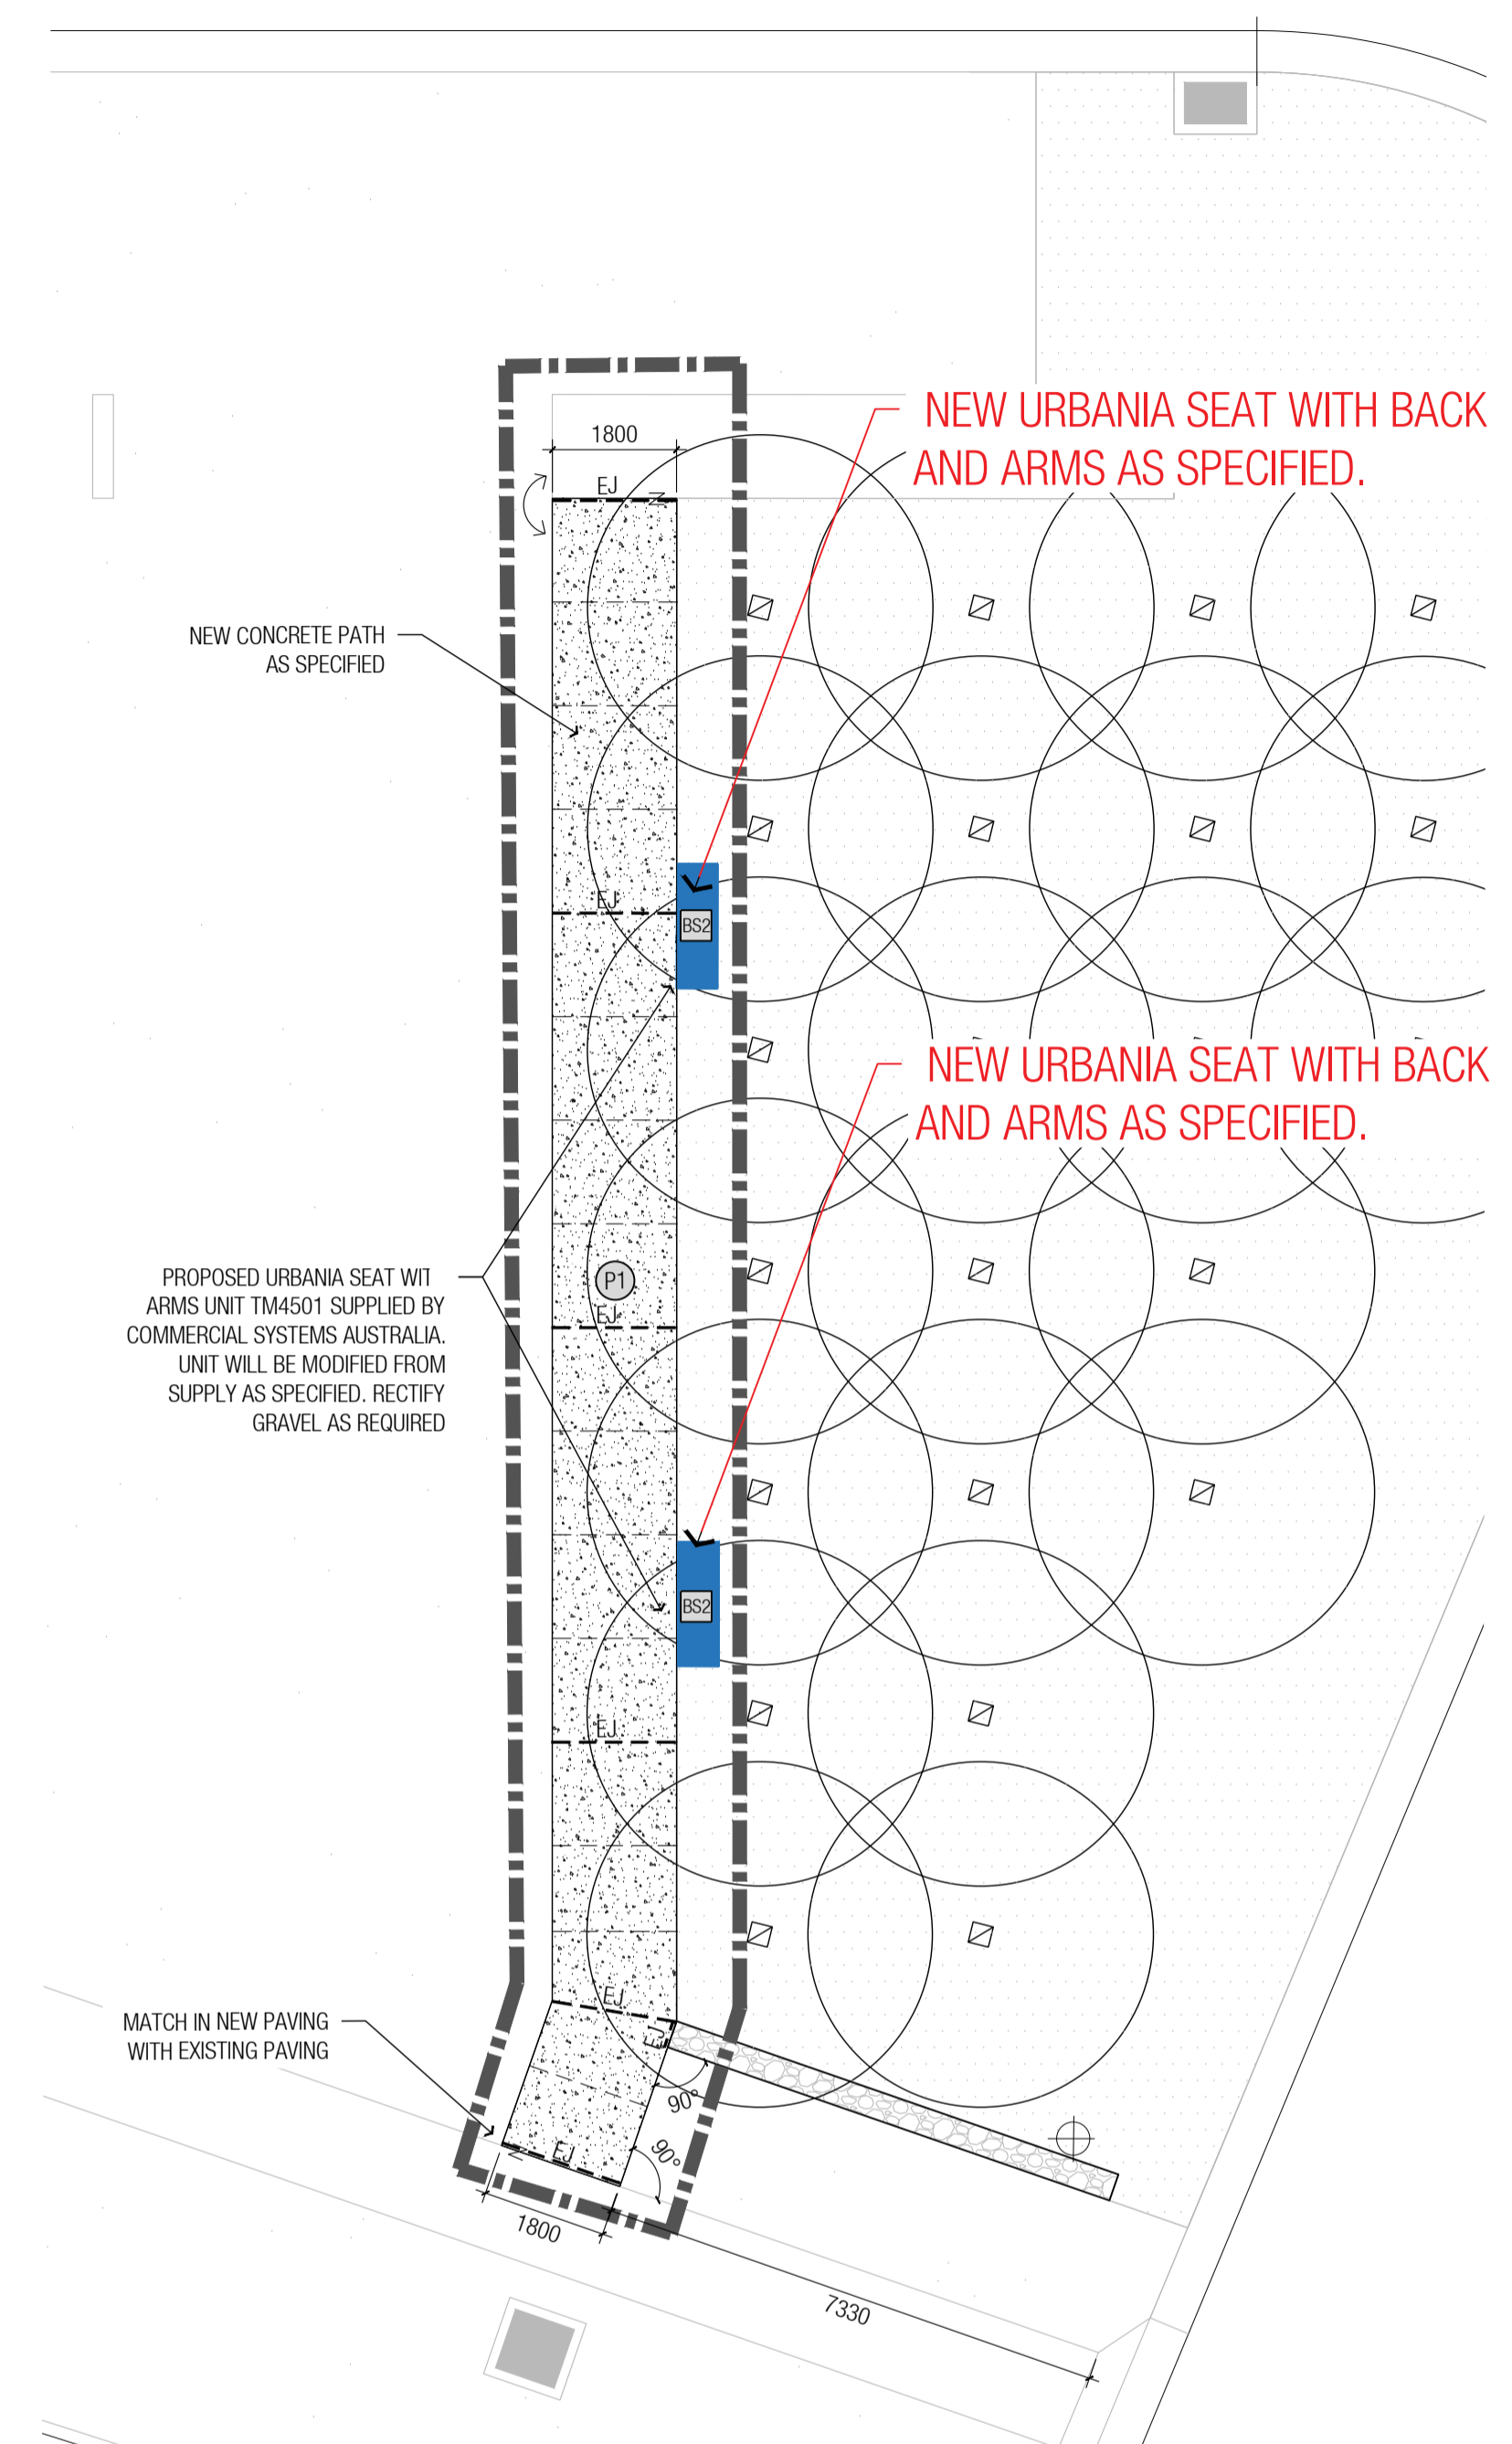 NEW URBANIA SEAT WITH BACK
AND ARMS AS SPECIFIED.
1800
EJ
NEW CONCRETE PATH
AS SPECIFIED
EJ
BS2
NEW URBANIA SEAT WITH BACK
AND ARMS AS SPECIFIED.
PROPOSED URBANIA SEAT WIT
ARMS UNIT TM4501 SUPPLIED BY
COMMERCIAL SYSTEMS AUSTRALIA.
UNIT WILL BE MODIFIED FROM
SUPPLY AS SPECIFIED. RECTIFY
GRAVEL AS REQUIRED
P1
EJ
BS2
EJ
EJ
EJ
MATCH IN NEW PAVING
WITH EXISTING PAVING
90°
90°
EJ
1800
7330